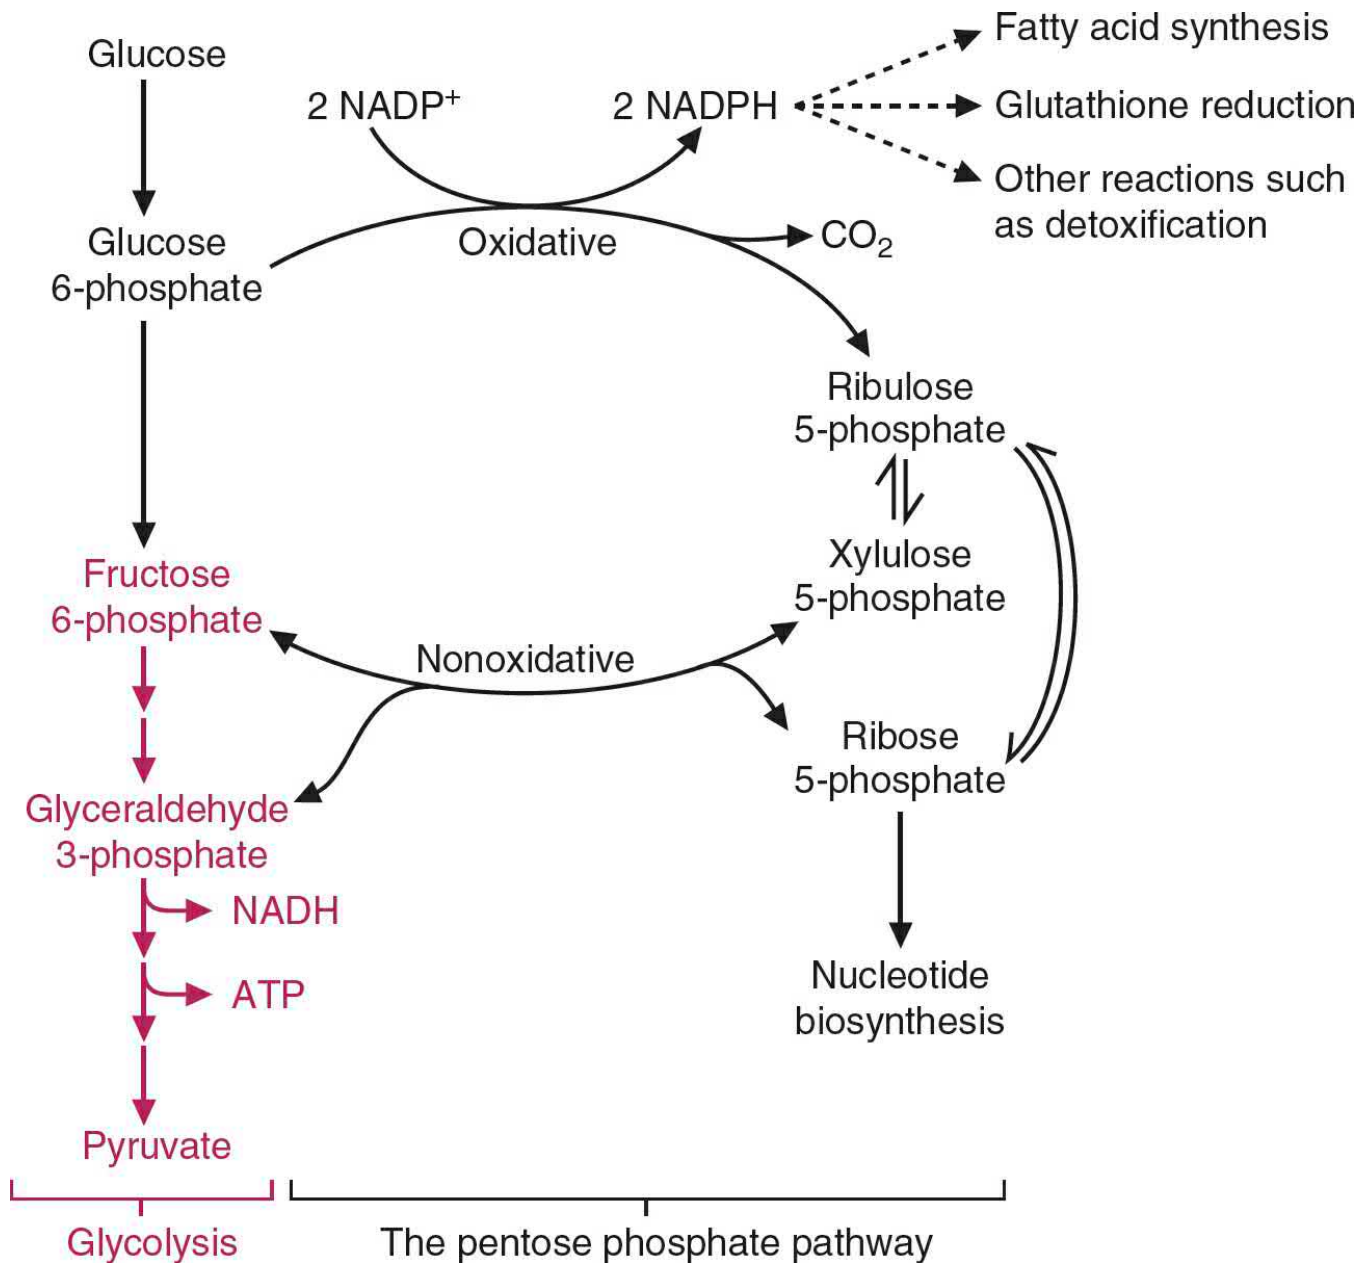 Glucose
2 NADP+
2 NADPH
Fatty acid synthesis
Glutathione reduction
Other reactions such
as detoxification
Glucose
6-phosphate
Oxidative
CO2
Ribulose
5-phosphate
Xylulose
5-phosphate
Fructose
6-phosphate
Nonoxidative
Ribose
5-phosphate
Glyceraldehyde
3-phosphate
NADH
ATP
Nucleotide
biosynthesis
Pyruvate
Glycolysis
The pentose phosphate pathway